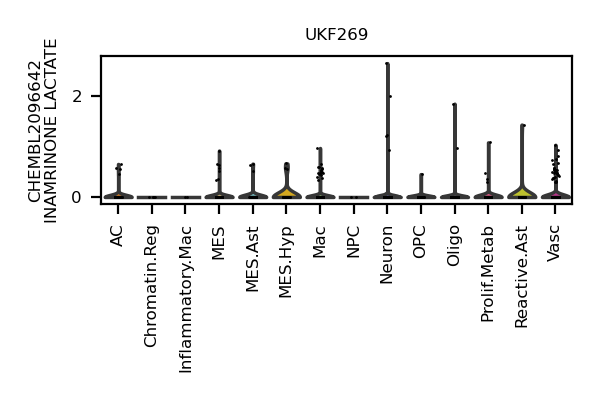 UKF269
CHEMBL2096642
INAMRINONE LACTATE
2
0
AC
Chromatin.Reg
Inflammatory.Mac
MES
MES.Ast
MES.Hyp
Mac
NPC
Neuron
OPC
Oligo
Prolif.Metab
Reactive.Ast
Vasc